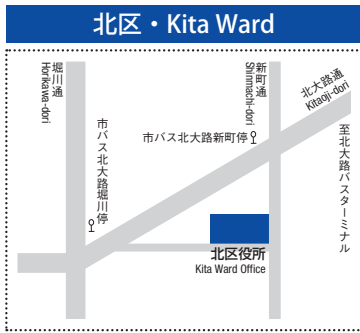 北区・Kita Ward
堀川通
Horikawa-dori
市バス北大路堀川停
市バス北大路新町停
新町通
Shinmachi-dori
北大路通
Kitaoji-dori
至北大路バスターミナル
北区役所
Kita Ward Office